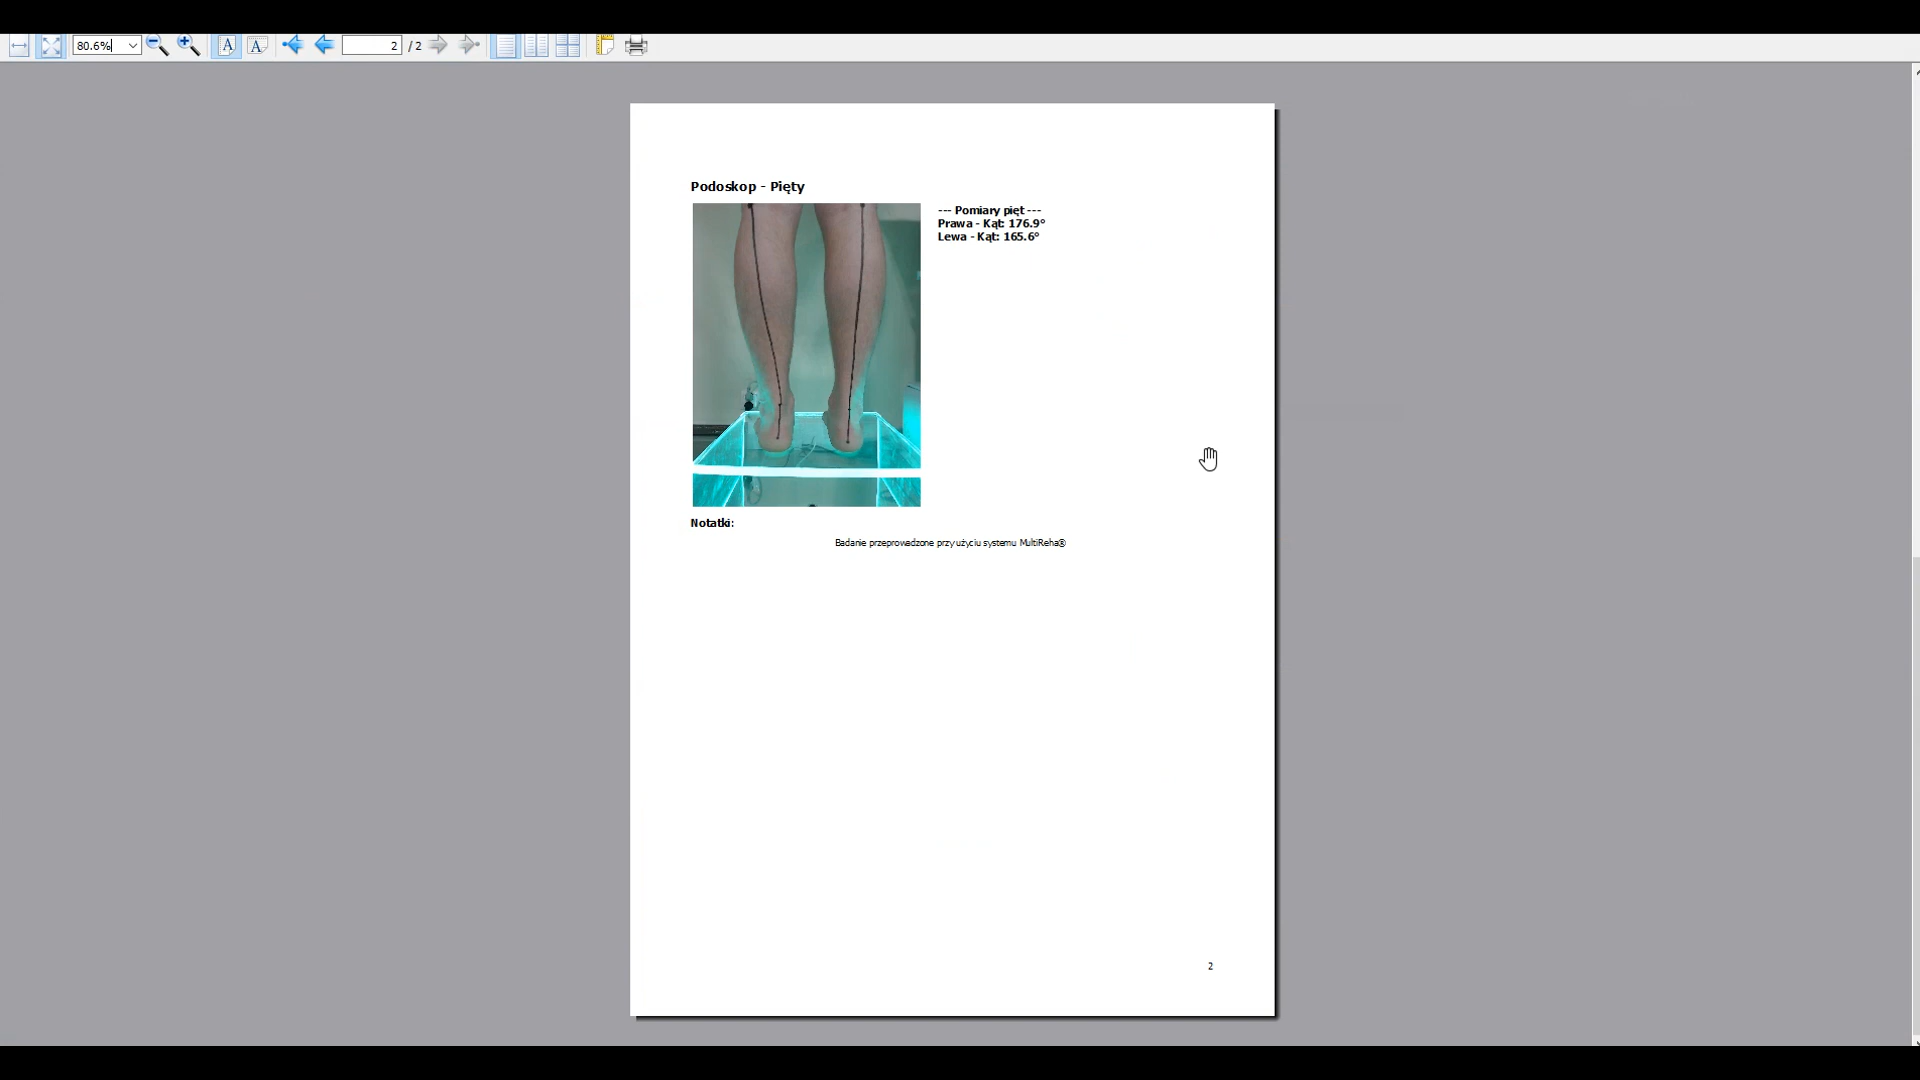 80.6%
2
/ 2
Podoskop - Pięty
--- Pomiary pięt ---
Prawa - Kąt: 176.9°
Lewa - Kąt: 165.6°
Notatki:
Badanie przeprowadzone przy użyciu systemu MultiReha®
2